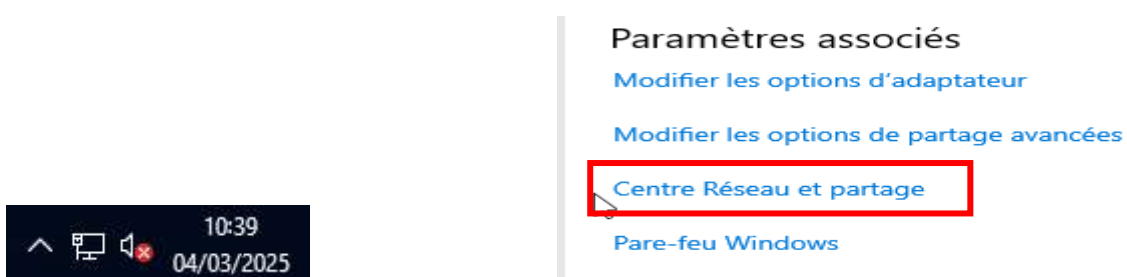 10:39
04/03/2025
Paramètres associés
Modifier les options d'adaptateur
Modifier les options de partage avancées
Centre Réseau et partage
Pare-feu Windows